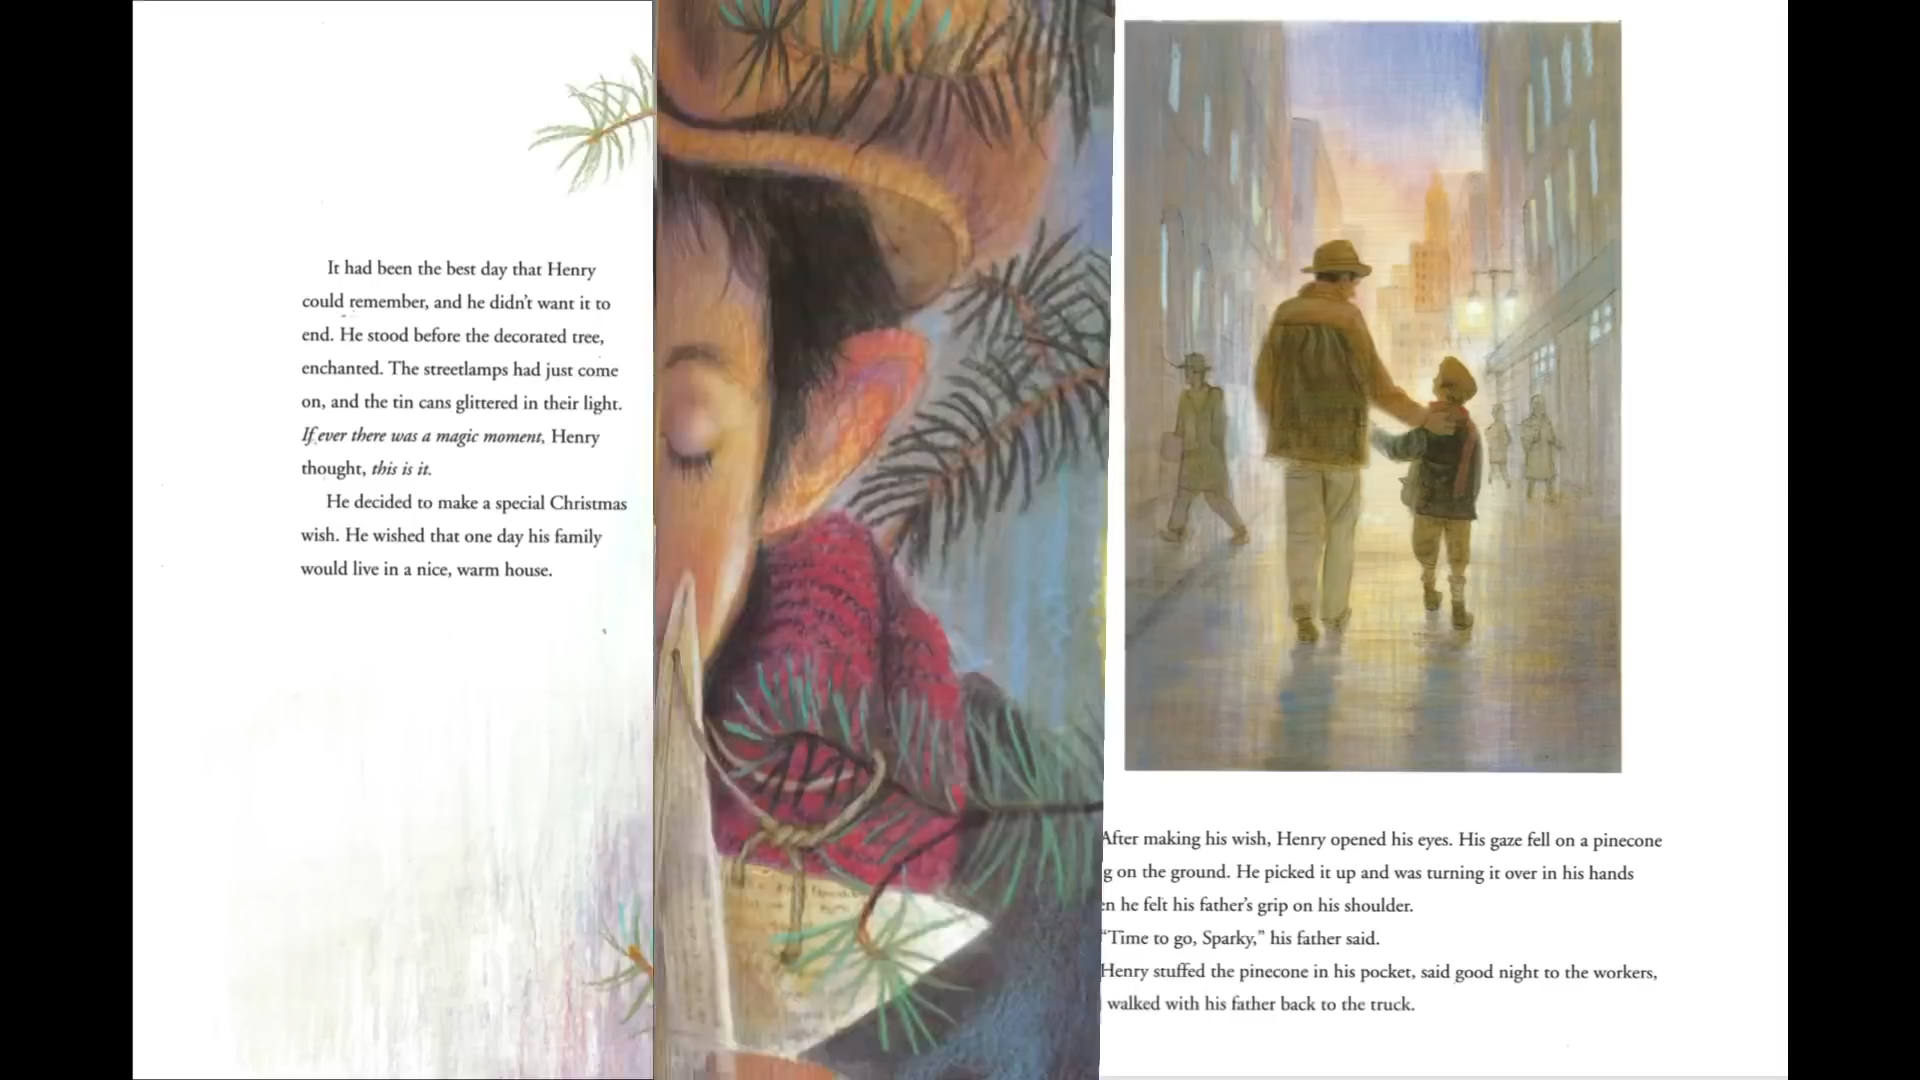 It had been the best day that Henry
could remember, and he didn't want it to
end. He stood before the decorated tree,
enchanted. The streetlamps had just come
on, and the tin cans glittered in their light.
If ever there was a magic moment, Henry
thought, this is it.
He decided to make a special Christmas
wish. He wished that one day his family
would live in a nice, warm house.
After making his wish, Henry opened his eyes. His gaze fell on a pinecone
g on the ground. He picked it up and was turning it over in his hands
en he felt his father's grip on his shoulder.
"Time to go, Sparky," his father said.
Henry stuffed the pinecone in his pocket, said good night to the workers,
walked with his father back to the truck.